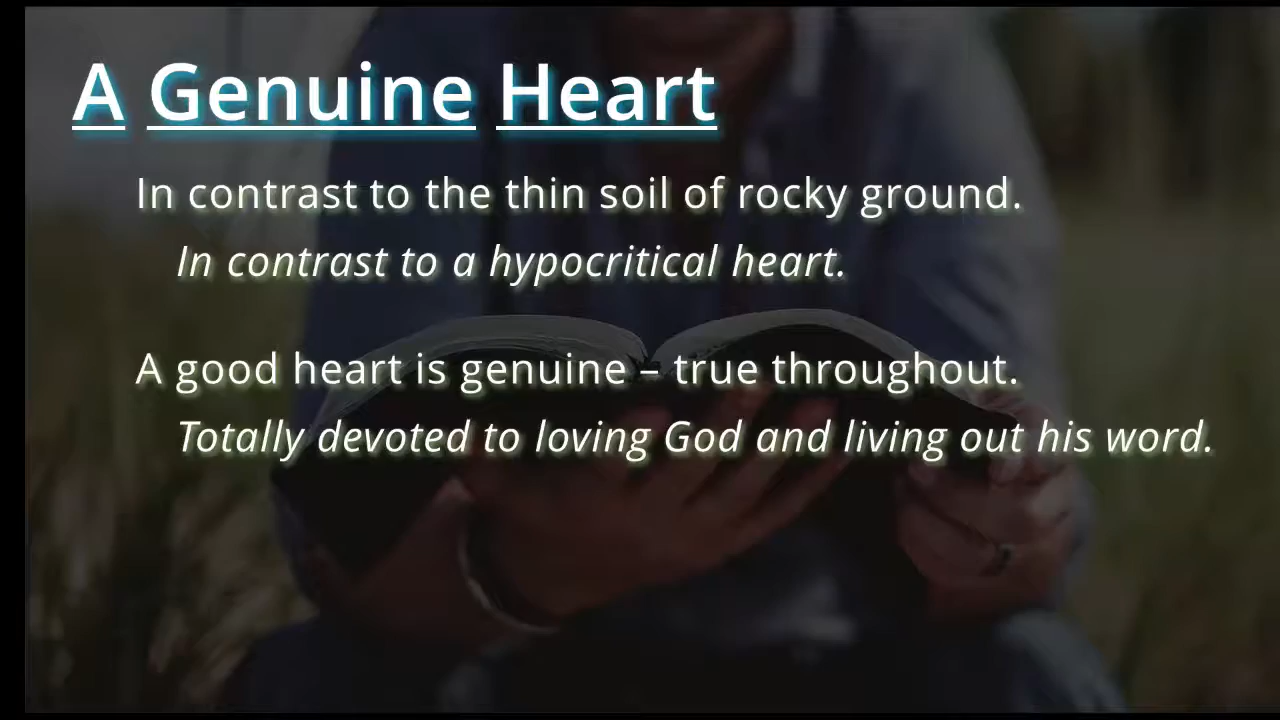 A Genuine Heart
In contrast to the thin soil of rocky ground.
In contrast to a hypocritical heart.
A good heart is genuine – true throughout.
Totally devoted to loving God and living out his word.